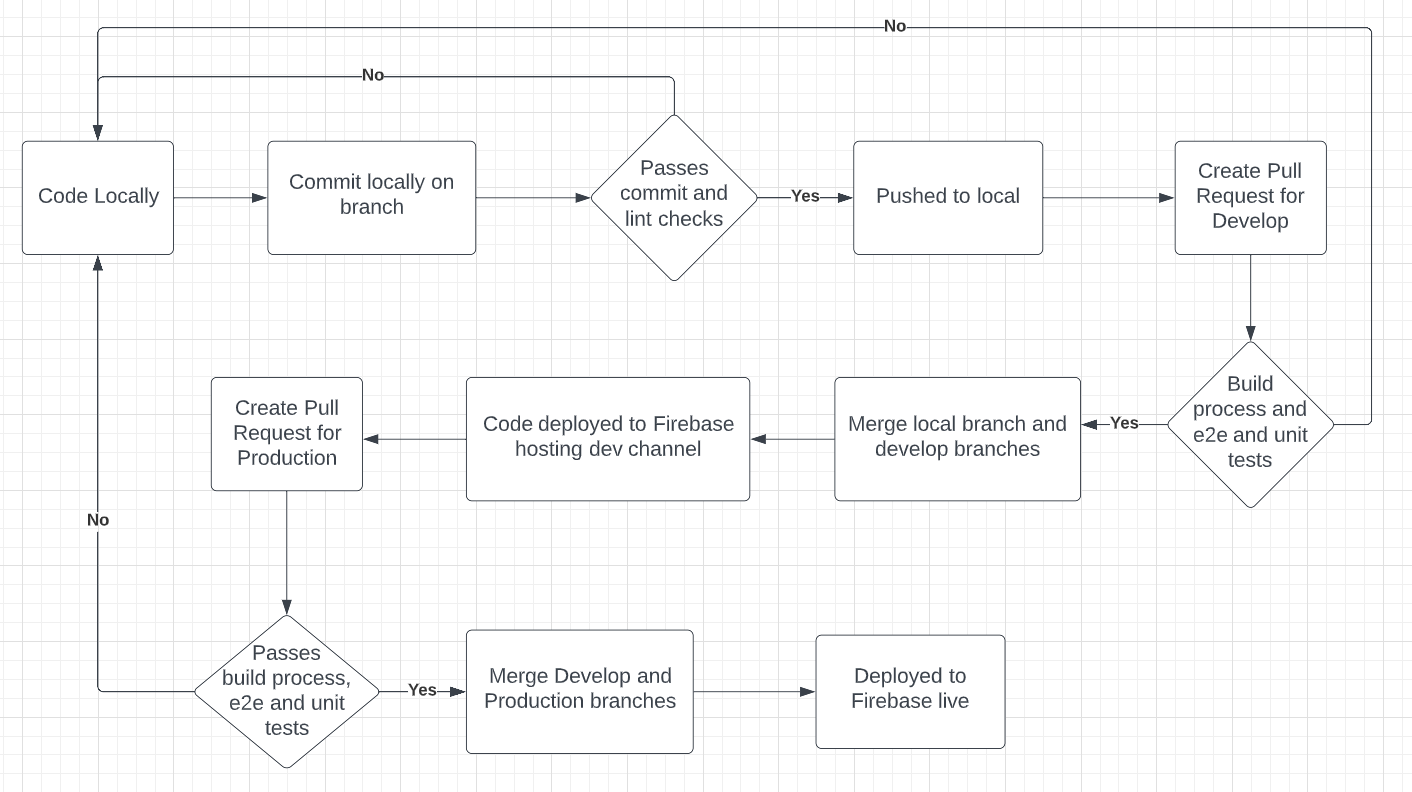 No
No
Code Locally
Commit locally on
branch
Passes
commit and
lint checks
Yes
Pushed to local
Create Pull
Request for
Develop
Build
process and
e2e and unit
tests
Yes
Merge local branch and
develop branches
Code deployed to Firebase
hosting dev channel
Create Pull
Request for
Production
No
Passes
build process,
e2e and unit
tests
Yes
Merge Develop and
Production branches
Deployed to
Firebase live